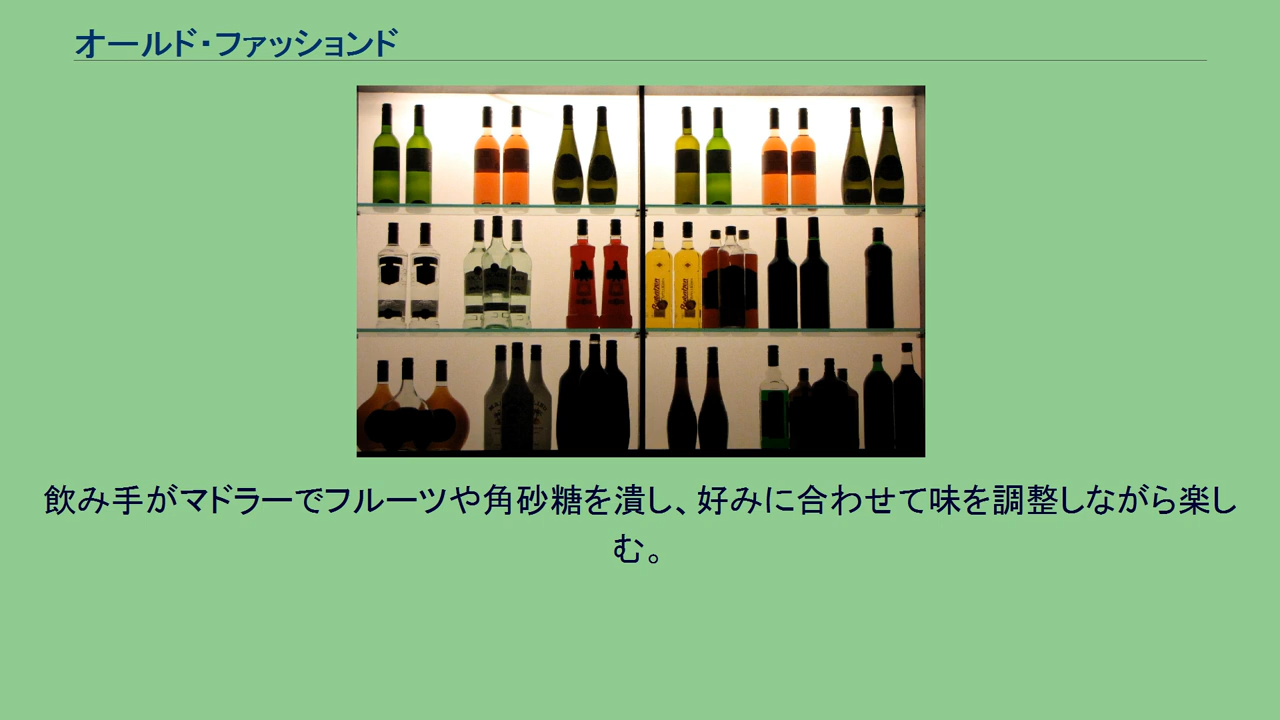 オールド・ファッションド
飲み手がマドラーでフルーツや角砂糖を潰し、好みに合わせて味を調整しながら楽し
む。